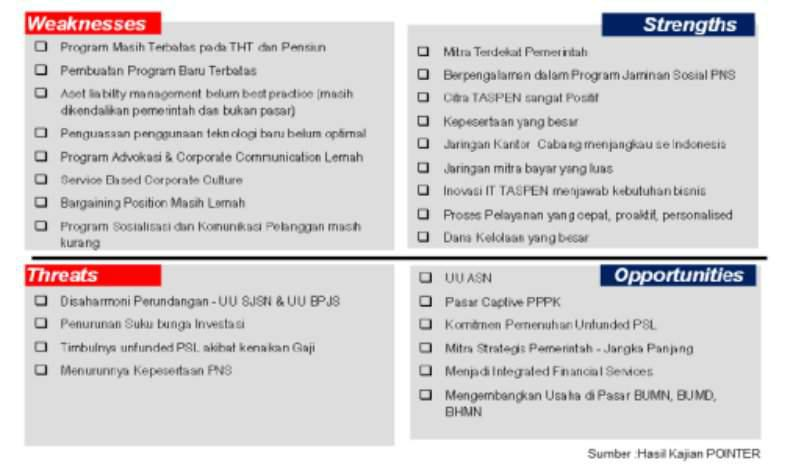 Weaknesses
Program Masih Terbatas pada THT dan Pensiun
Pembuatan Program Baru Terbatas
Aset liability management belum best practice (masih
dikendalikan pemerintah dan bukan pasar)
Penguasaan penggunaan teknologi baru belum optimal
Program Advokasi & Corporate Communication Lemah
Service Based Corporate Culture
Bargaining Position Masih Lemah
Program Sosialisasi dan Komunikasi Pelanggan masih
kurang
Strengths
Mitra Terdekat Pemerintah
Berpengalaman dalam Program Jaminan Sosial PNS
Citra TASPEN sangat Positif
Kepesertaan yang besar
Jaringan Kantor Cabang menjangkau se Indonesia
Jaringan mitra bayar yang luas
Inovasi IT TASPEN menjawab kebutuhan bisnis
Proses Pelayanan yang cepat, proaktif, personalised
Dana Kelolaan yang besar
Threats
Disaharmoni Perundangan - UU SJSN & UU BPJS
Penurunan Suku bunga Investasi
Timbulnya unfunded PSL akibat kenaikan Gaji
Menurunnya Kepesertaan PNS
Opportunities
UU ASN
Pasar Captive PPPK
Komitmen Pemenuhan Unfunded PSL
Mitra Strategis Pemerintah - Jangka Panjang
Menjadi Integrated Financial Services
Mengembangkan Usaha di Pasar BUMN, BUMD,
BHMN
Sumber :Hasil Kajian POINTER